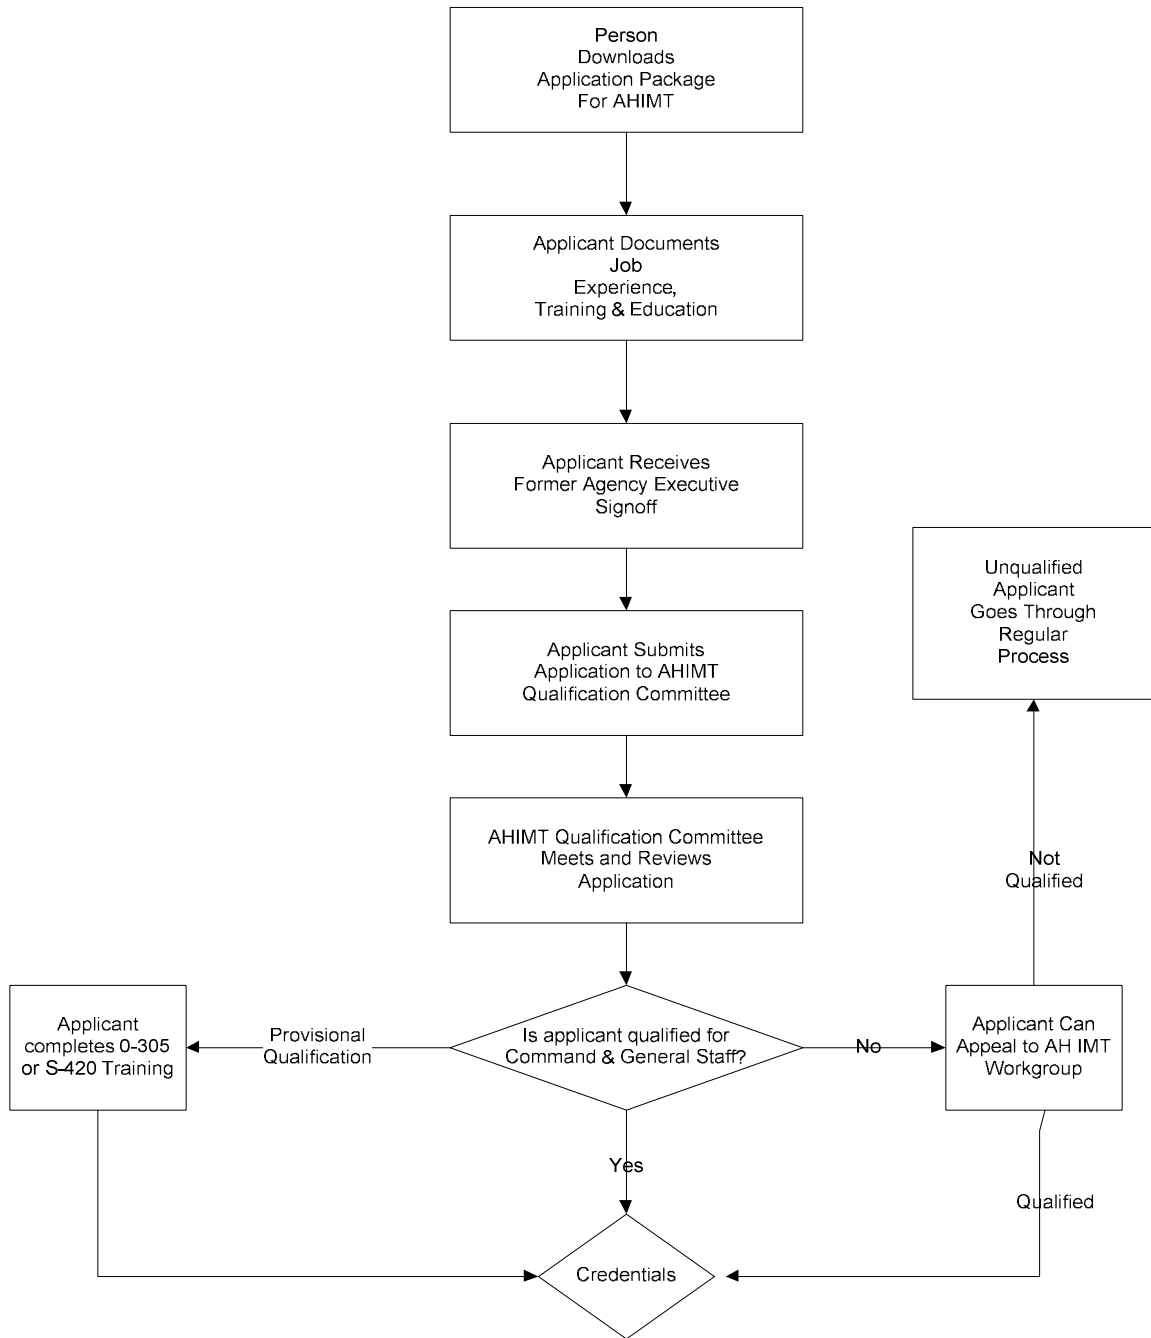 Person
Downloads
Application Package
For AHIMT
Applicant Documents
Job
Experience,
Training & Education
Applicant Receives
Former Agency Executive
Signoff
Unqualified
Applicant
Goes Through
Regular
Process
Applicant Submits
Application to AHIMT
Qualification Committee
AHIMT Qualification Committee
Meets and Reviews
Application
Not
Qualified
Applicant
completes 0-305
or S-420 Training
Provisional
Qualification
Is applicant qualified for
Command & General Staff?
No
Applicant Can
Appeal to AH IMT
Workgroup
Yes
Qualified
Credentials